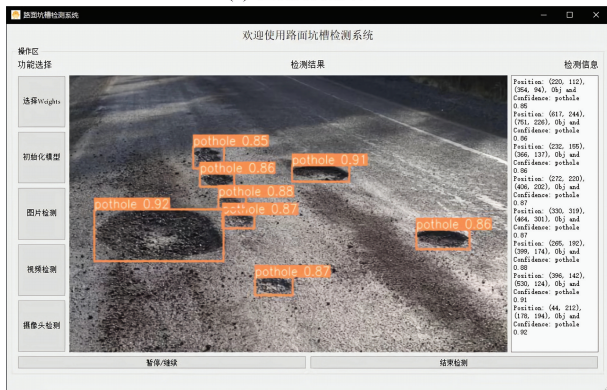 路面坑槽检测系统
欢迎使用路面坑槽检测系统
操作区
功能选择
检测结果
检测信息
选择Weights
初始化模型
图片检测
视频检测
摄像头检测
pothole 0.85
pothole 0.86
pothole 0.91
pothole 0.88
pothole 0.92
pothole 0.87
pothole 0.86
pothole 0.87
Position: (220, 112),
(354, 94), Obj and
Confidence: pothole
0.85
Position: (617, 244),
(751, 226), Obj and
Confidence: pothole
0.86
Position: (232, 155),
(366, 137), Obj and
Confidence: pothole
0.86
Position: (272, 220),
(406, 202), Obj and
Confidence: pothole
0.87
Position: (330, 319),
(464, 301), Obj and
Confidence: pothole
0.87
Position: (265, 192),
(399, 174), Obj and
Confidence: pothole
0.88
Position: (396, 142),
(530, 124), Obj and
Confidence: pothole
0.91
Position: (44, 212),
(178, 194), Obj and
Confidence: pothole
0.92
暂停/继续
结束检测